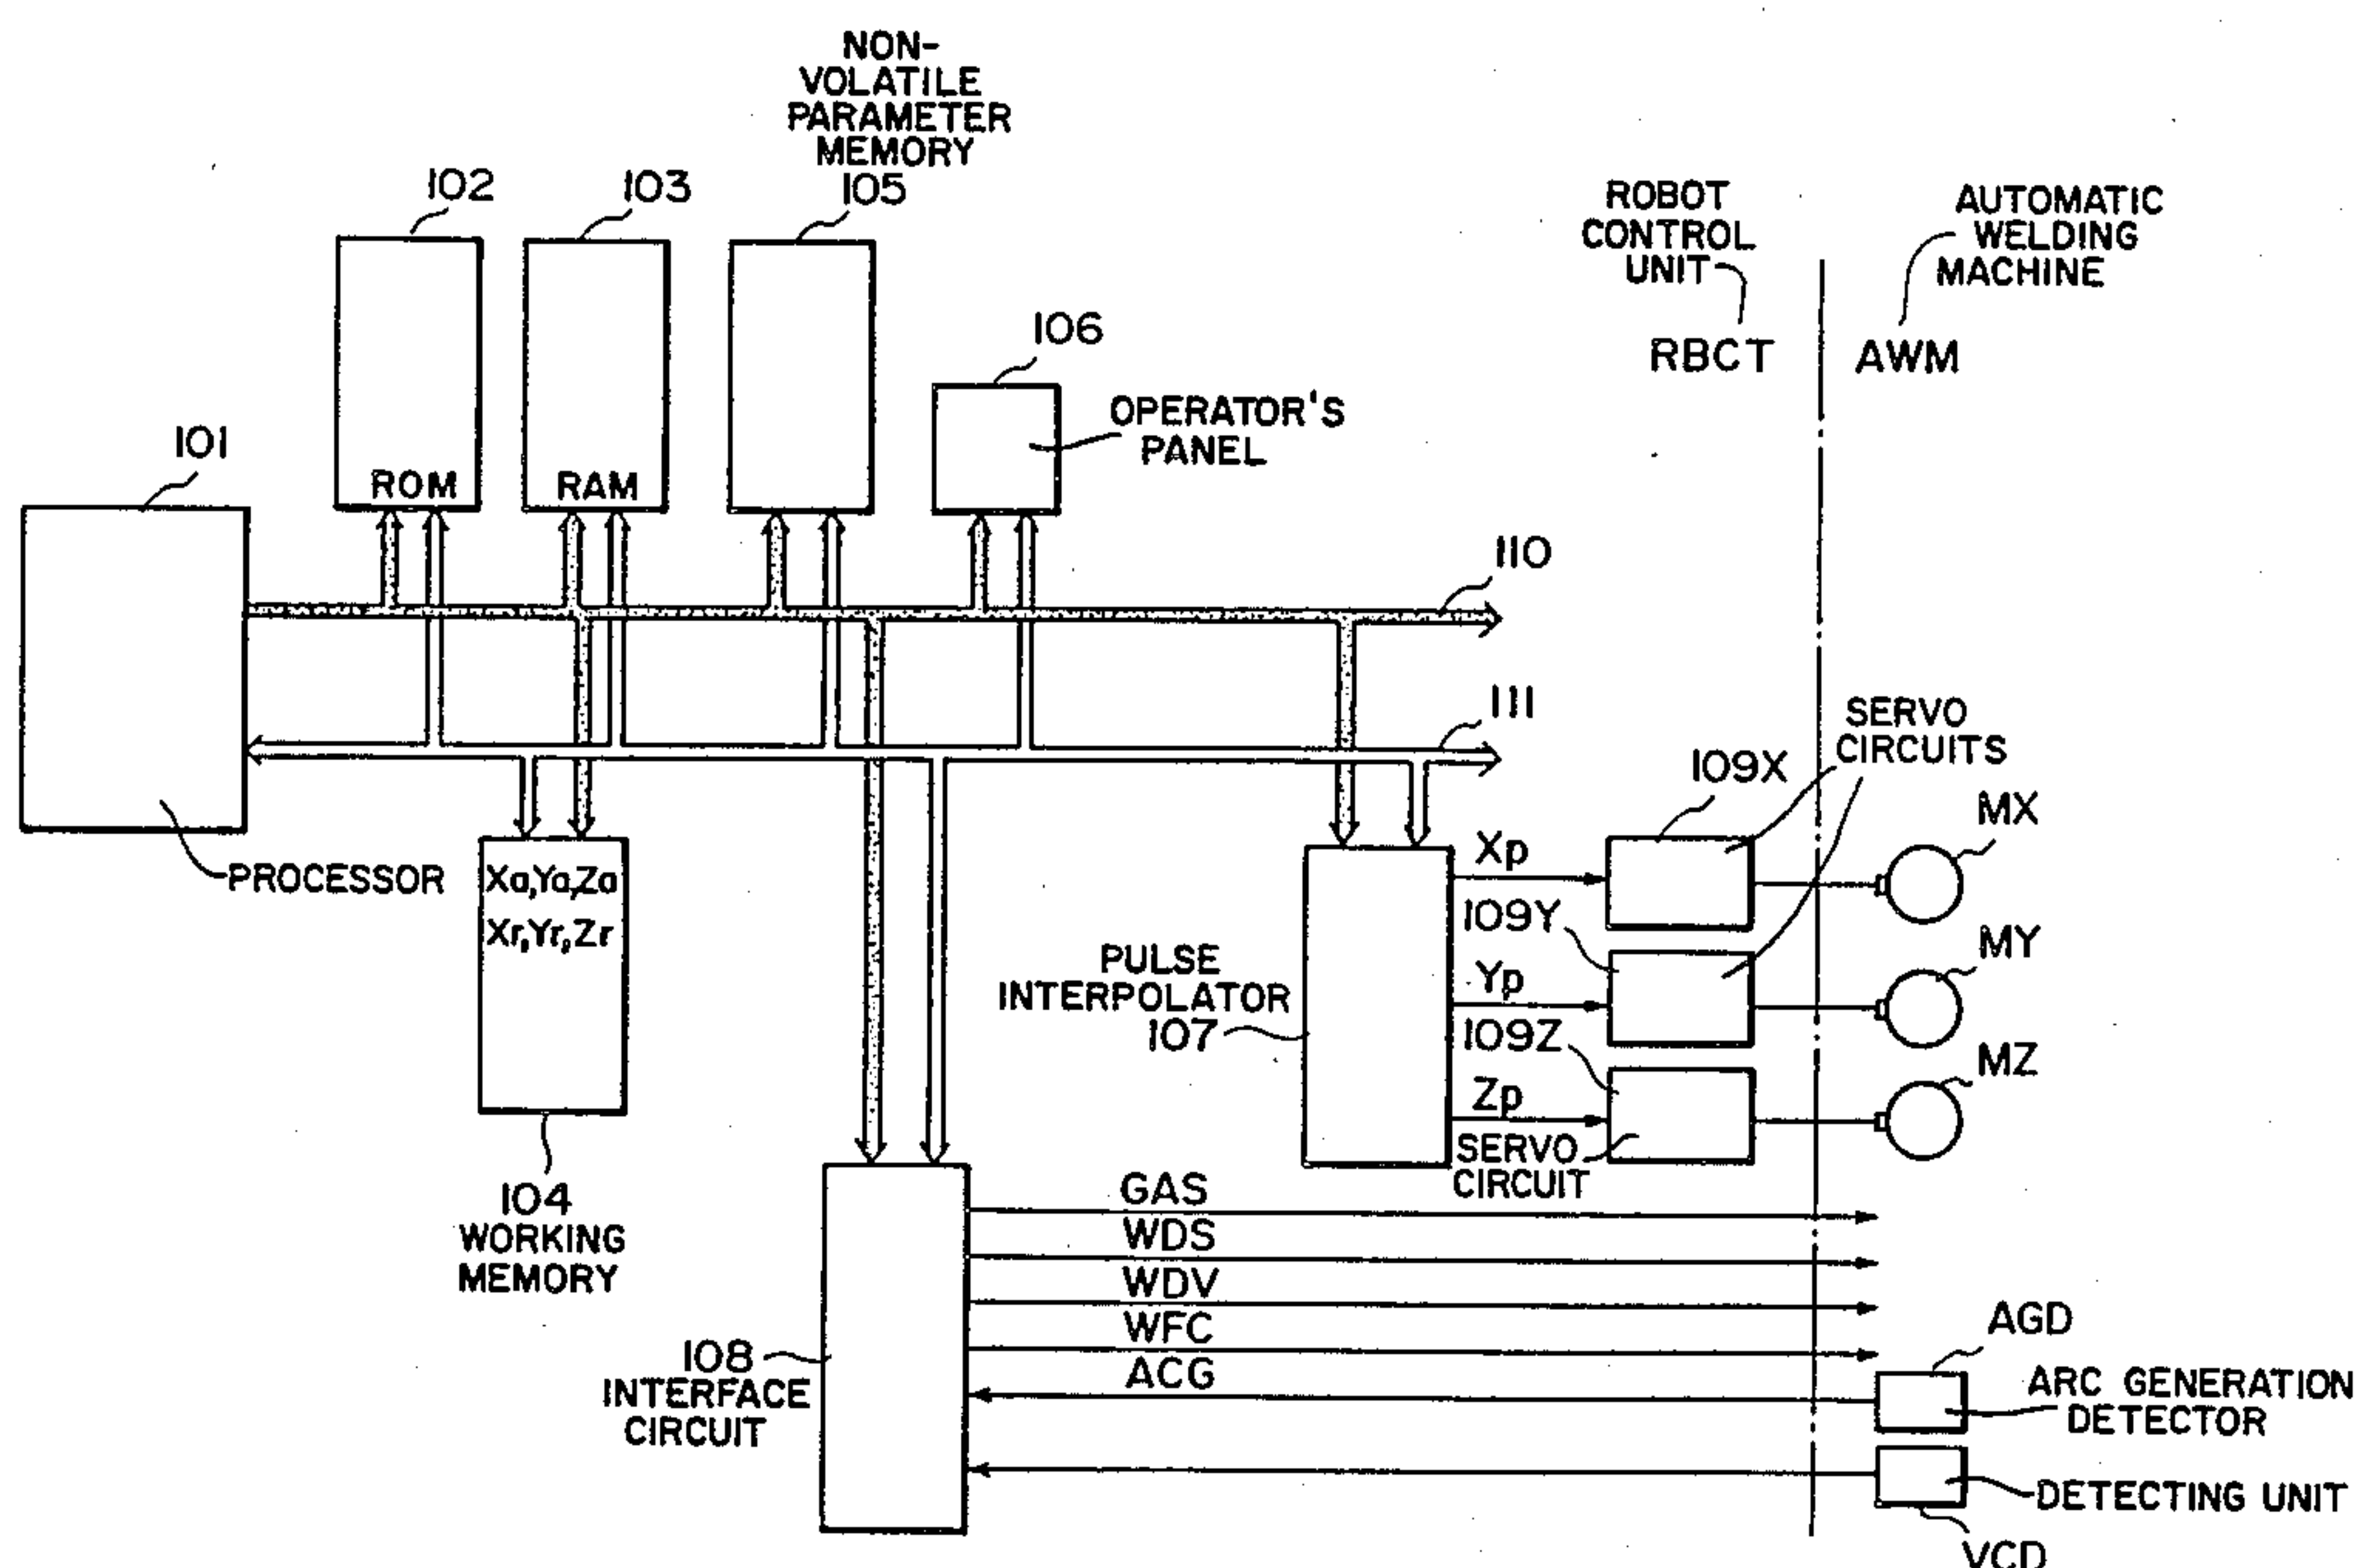 NON-
VOLATILE
PARAMETER
MEMORY
105
102
103
ROBOT
CONTROL
UNIT
RBCT
AUTOMATIC
WELDING
MACHINE
AWM
106
OPERATOR'S
PANEL
101
ROM
RAM
110
111
PROCESSOR
Xa,Ya,Za
Xr,Yr,Zr
104
WORKING
MEMORY
SERVO
CIRCUITS
109X
MX
Xp
109Y
MY
PULSE
INTERPOLATOR
107
Yp
109Z
MZ
Zp
SERVO
CIRCUIT
GAS
WDS
WDV
WFC
ACG
108
INTERFACE
CIRCUIT
AGD
ARC GENERATION
DETECTOR
DETECTING UNIT
VCD